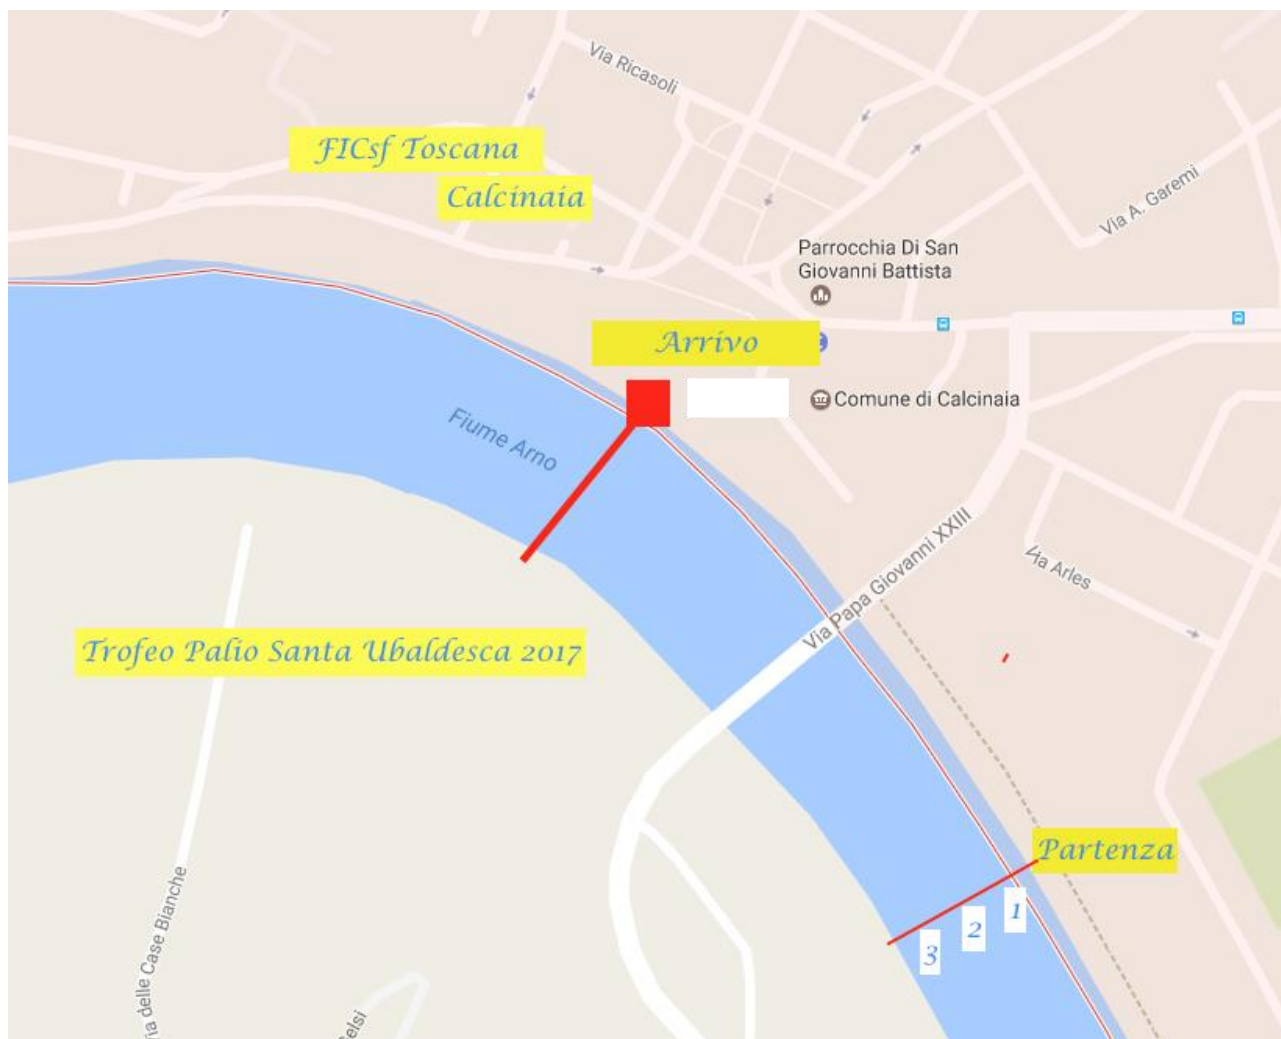 Via Ricasoli
FICsf Toscana
Calcinaia
Via A. Garemi
Parrocchia Di San
Giovanni Battista
Arrivo
Comune di Calcinaia
Fiume Arno
Via Papa Giovanni XXIII
Via Arles
Trofeo Palio Santa Ubaldesca 2017
Partenza
1
2
3
Via delle Case Bianche